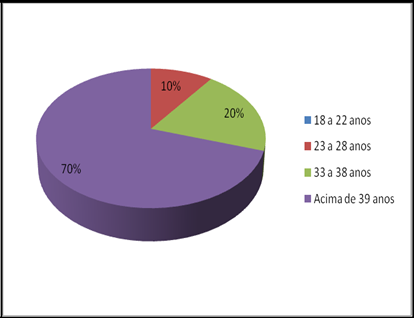 10%
20%
70%
18 a 22 anos
23 a 28 anos
33 a 38 anos
Acima de 39 anos